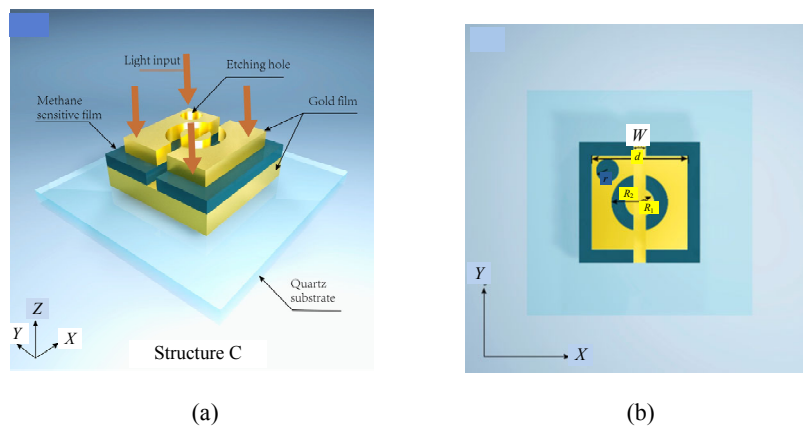 Light input
Etching hole
Methane
sensitive film
Gold film
Quartz
substrate
Z
Y
X
Structure C
(a)
W
d
r
R2
R1
Y
X
(b)